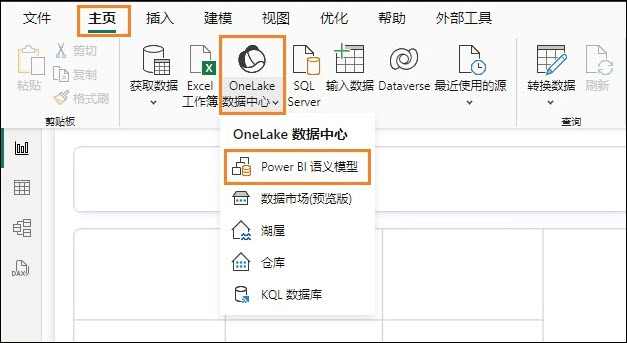 文件 主页 插入 建模 视图 优化 帮助 外部工具
粘贴
剪切
复制
格式刷
剪贴板
获取数据
Excel
工作簿
OneLake
数据中心
SQL
Server
输入数据
Dataverse
最近使用的源
转换数据
刷新
查询
OneLake 数据中心
Power BI 语义模型
数据市场(预览版)
湖屋
仓库
KQL 数据库
DAX